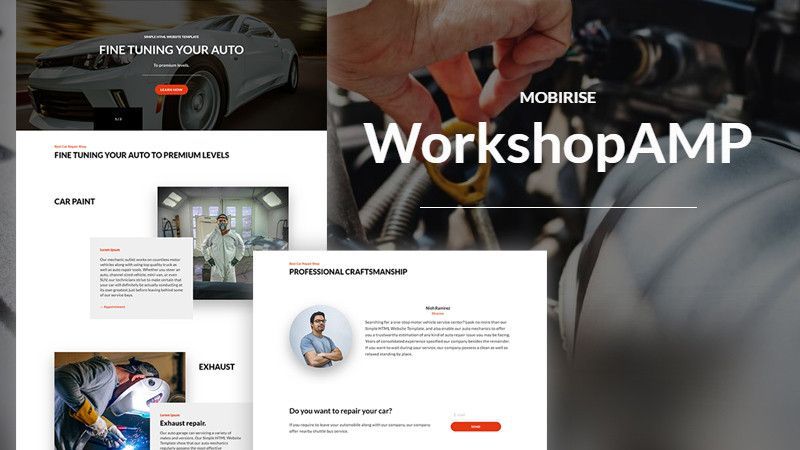 SIMPLE HTML WEBSITE TEMPLATE
FINE TUNING YOUR AUTO
To premium levels.
LEARN NOW
1 / 3
Best Car Repair Shop
FINE TUNING YOUR AUTO TO PREMIUM LEVELS
CAR PAINT
Lorem Ipsum
Our mechanic outlet works on countless motor
vehicles along with using top quality truck as
well as auto repair tools. Whether you steer an
auto, channel sized vehicle, mini van, or even
SUV, our technicians strive to make certain that
your car will definitely be actually conducting at
its own greatest just before leaving behind some
of our service bays.
Appointment
EXHAUST
Lorem Ipsum
Exhaust repair.
Our auto garage can servicing a variety of
makes and versions. Our Simple HTML Website
Template show that our auto mechanics
regularly possess the most effective
MOBIRISE
WorkshopAMP
Best Car Repair Shop
PROFESSIONAL CRAFTSMANSHIP
Nish Ramirez
Searching for a one-stop motor vehicle service center? Look no more than our
Simple HTML Website Template, and also enable our auto mechanics to offer
you a trustworthy estimation of any kind of auto repair issue you may be facing.
Years of consolidated experience specified our company besides the remainder.
If you want to wait during your service, our company possess a clean as well as
relaxed standing by place.
Do you want to repair your car?
If you require to leave your automobile along with our company, our company
offer nearby shuttle bus service.
E-mail
SEND